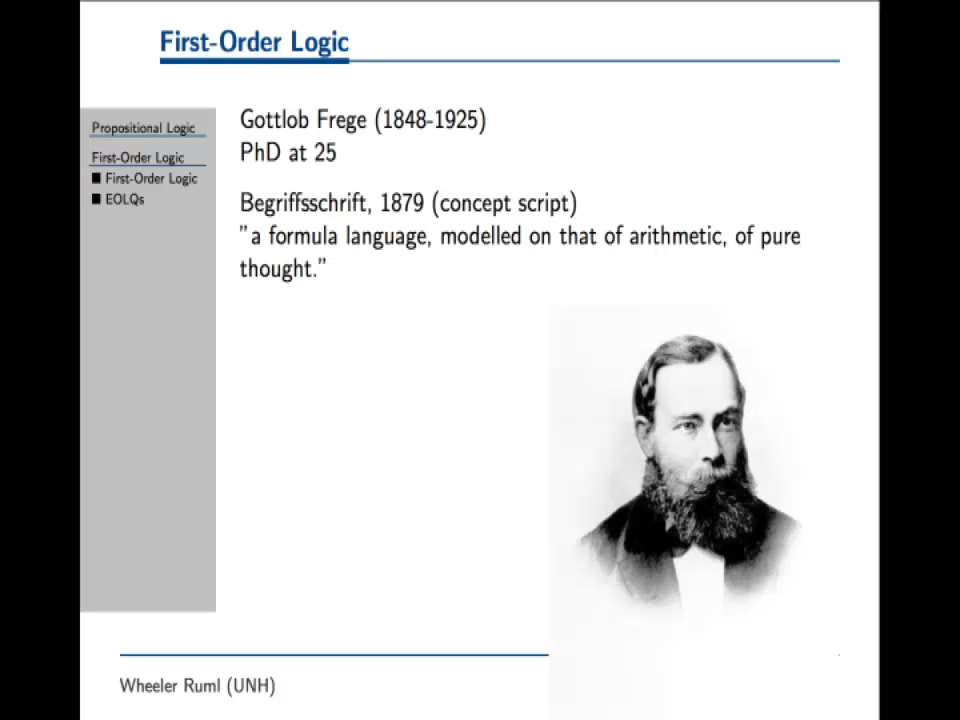 First-Order Logic
Propositional Logic
First-Order Logic
■ First-Order Logic
■ EOLQs
Gottlob Frege (1848-1925)
PhD at 25
Begriffsschrift, 1879 (concept script)
"a formula language, modelled on that of arithmetic, of pure
thought."
Wheeler Ruml (UNH)